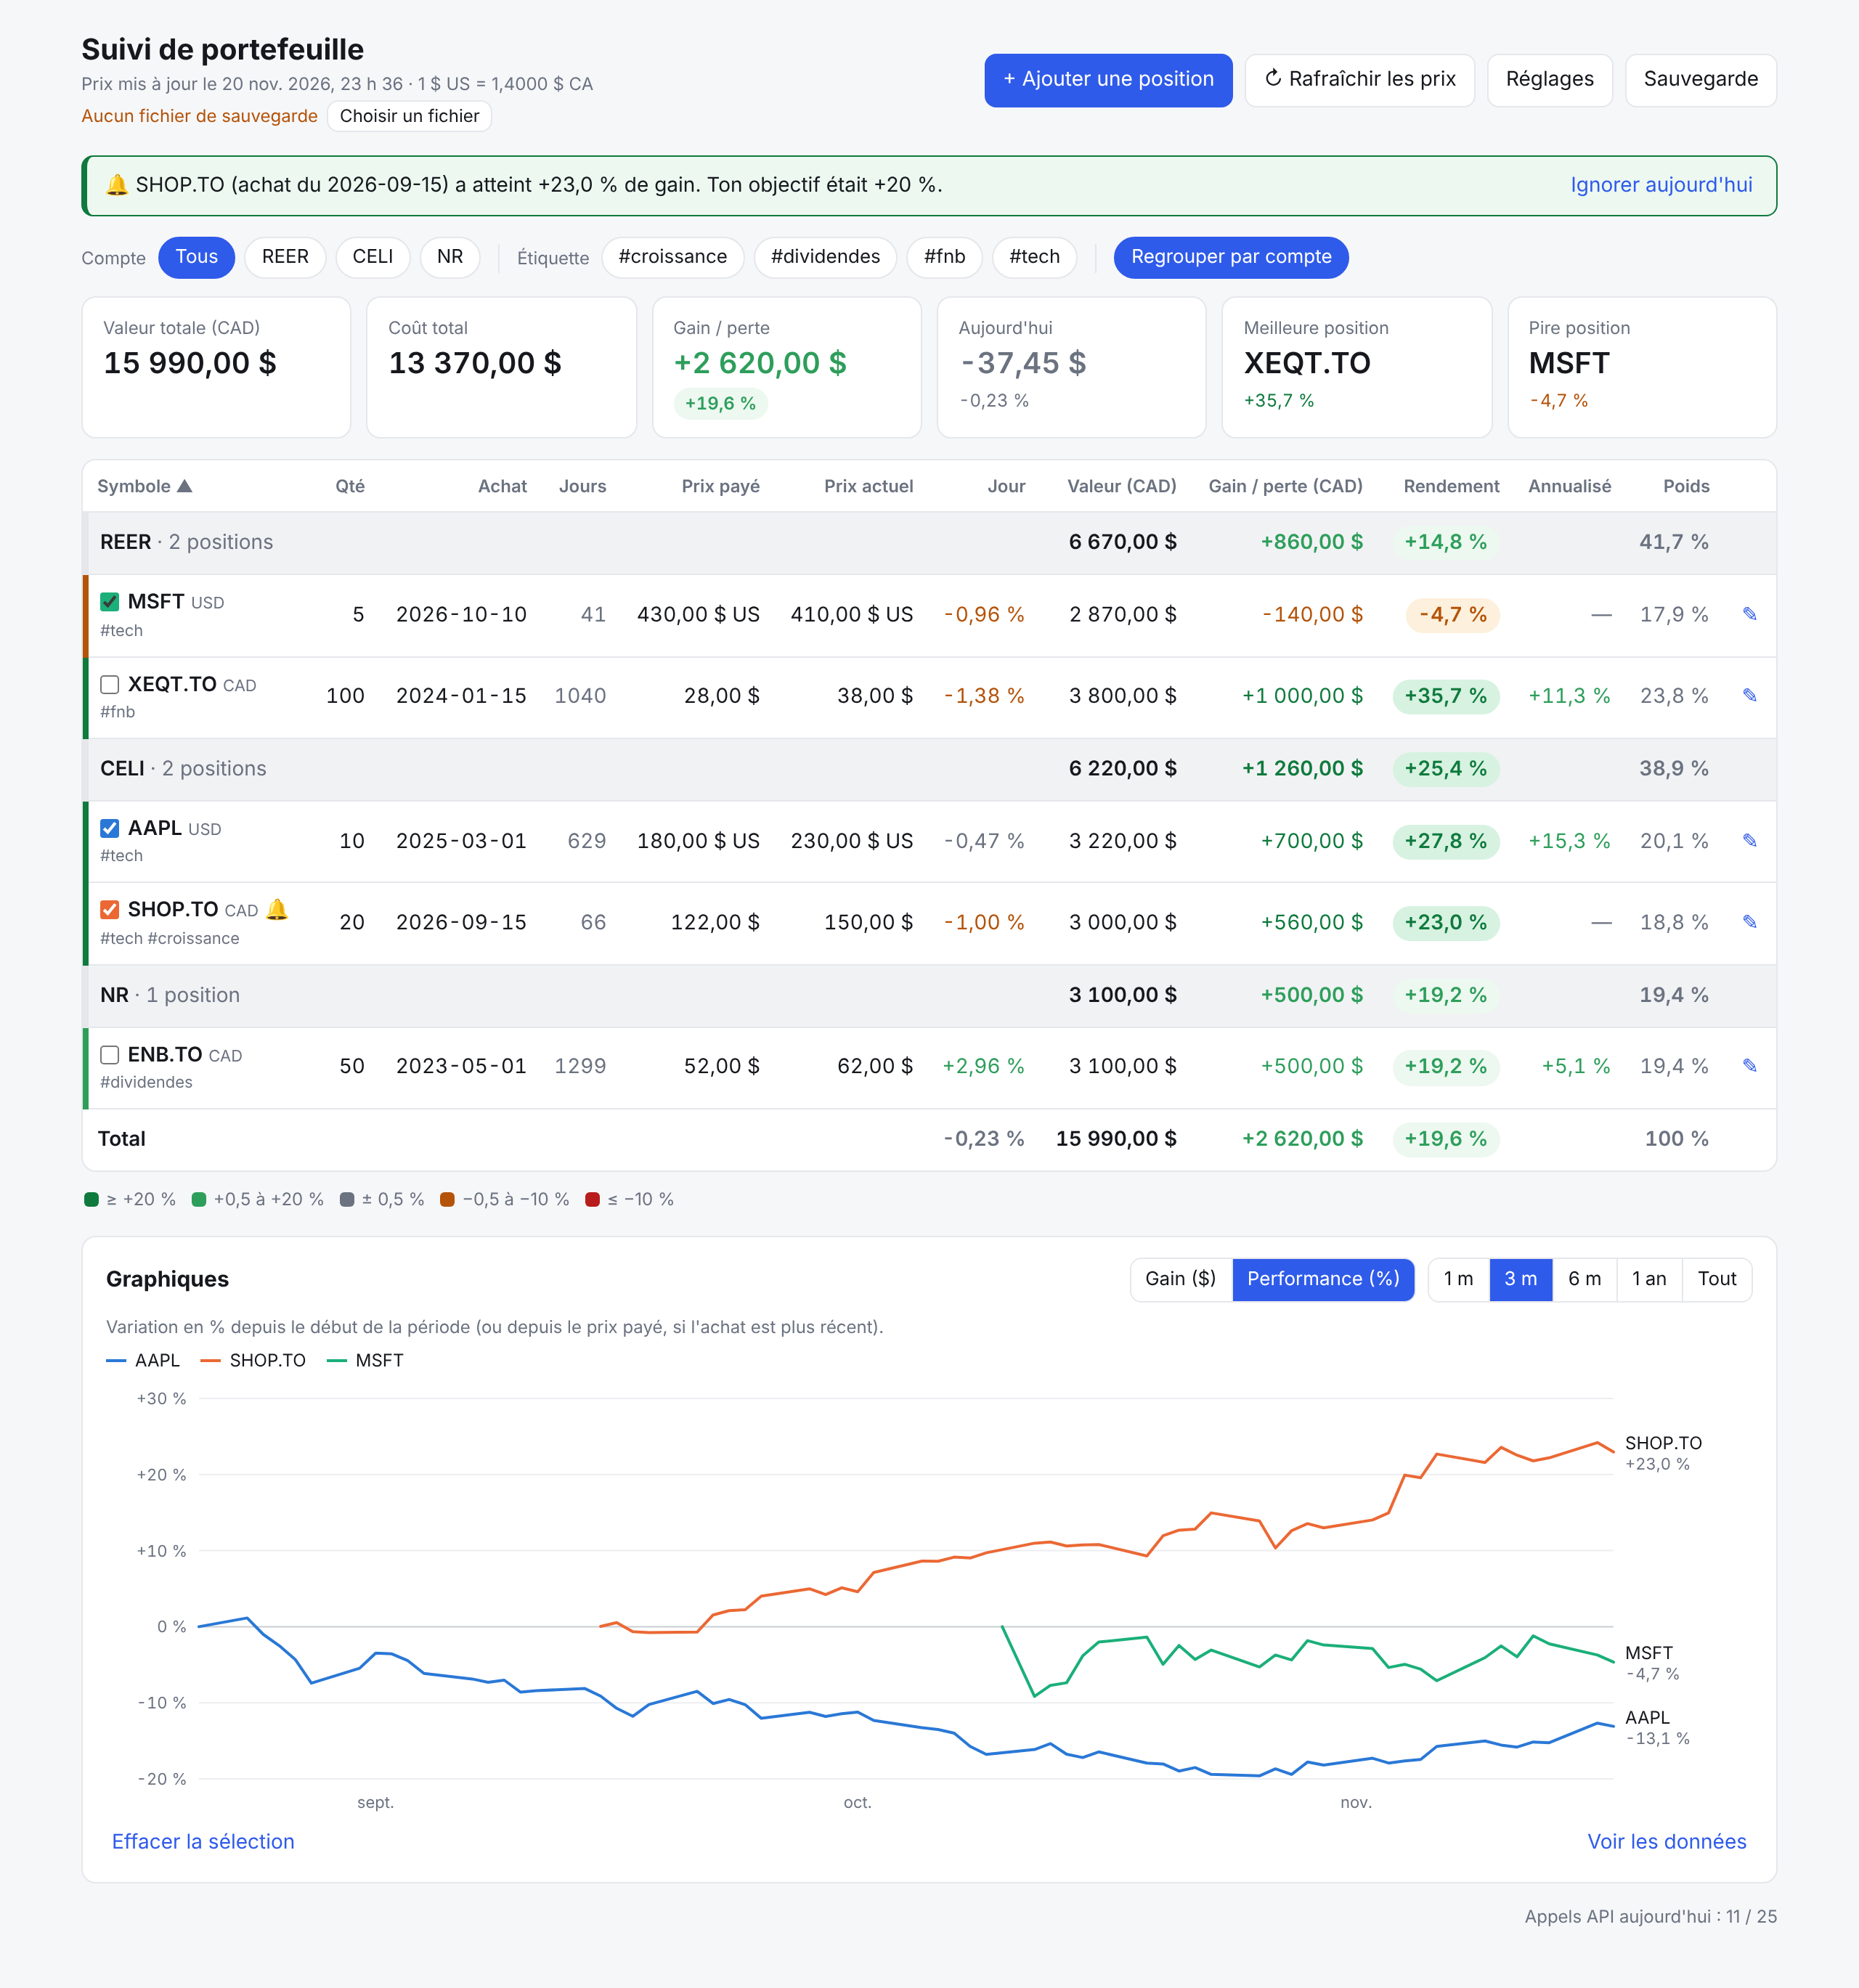 Suivi de portefeuille
Prix mis à jour le 20 nov. 2026, 23 h 36 · 1 $ US = 1,4000 $ CA
Aucun fichier de sauvegarde Choisir un fichier
+ Ajouter une position ↻ Rafraîchir les prix Réglages Sauvegarde
🔔 SHOP.TO (achat du 2026-09-15) a atteint +23,0 % de gain. Ton objectif était +20 %. Ignorer aujourd'hui
Compte Tous REER CELI NR Étiquette #croissance #dividendes #fnb #tech Regrouper par compte
Valeur totale (CAD) Coût total Gain / perte Aujourd'hui Meilleure position Pire position
15 990,00 $ 13 370,00 $ +2 620,00 $ -37,45 $ XEQT.TO MSFT
+19,6 % -0,23 % +35,7 % -4,7 %
Symbole ▲ Qté Achat Jours Prix payé Prix actuel Jour Valeur (CAD) Gain / perte (CAD) Rendement Annualisé Poids
REER · 2 positions 6 670,00 $ +860,00 $ +14,8 % 41,7 %
MSFT USD 5 2026-10-10 41 430,00 $ US 410,00 $ US -0,96 % 2 870,00 $ -140,00 $ -4,7 % — 17,9 % ✎
#tech
XEQT.TO CAD 100 2024-01-15 1040 28,00 $ 38,00 $ -1,38 % 3 800,00 $ +1 000,00 $ +35,7 % +11,3 % 23,8 % ✎
#fnb
CELI · 2 positions 6 220,00 $ +1 260,00 $ +25,4 % 38,9 %
AAPL USD 10 2025-03-01 629 180,00 $ US 230,00 $ US -0,47 % 3 220,00 $ +700,00 $ +27,8 % +15,3 % 20,1 % ✎
#tech
SHOP.TO CAD 🔔 20 2026-09-15 66 122,00 $ 150,00 $ -1,00 % 3 000,00 $ +560,00 $ +23,0 % — 18,8 % ✎
#tech #croissance
NR · 1 position 3 100,00 $ +500,00 $ +19,2 % 19,4 %
ENB.TO CAD 50 2023-05-01 1299 52,00 $ 62,00 $ +2,96 % 3 100,00 $ +500,00 $ +19,2 % +5,1 % 19,4 % ✎
#dividendes
Total -0,23 % 15 990,00 $ +2 620,00 $ +19,6 % 100 %
≥ +20 % +0,5 à +20 % ± 0,5 % −0,5 à −10 % ≤ −10 %
Graphiques Gain ($) Performance (%) 1 m 3 m 6 m 1 an Tout
Variation en % depuis le début de la période (ou depuis le prix payé, si l'achat est plus récent).
AAPL SHOP.TO MSFT
+30 %
SHOP.TO
+23,0 %
+20 %
+10 %
0 %
MSFT
-4,7 %
-10 %
AAPL
-13,1 %
-20 %
sept. oct. nov.
Effacer la sélection Voir les données
Appels API aujourd'hui : 11 / 25